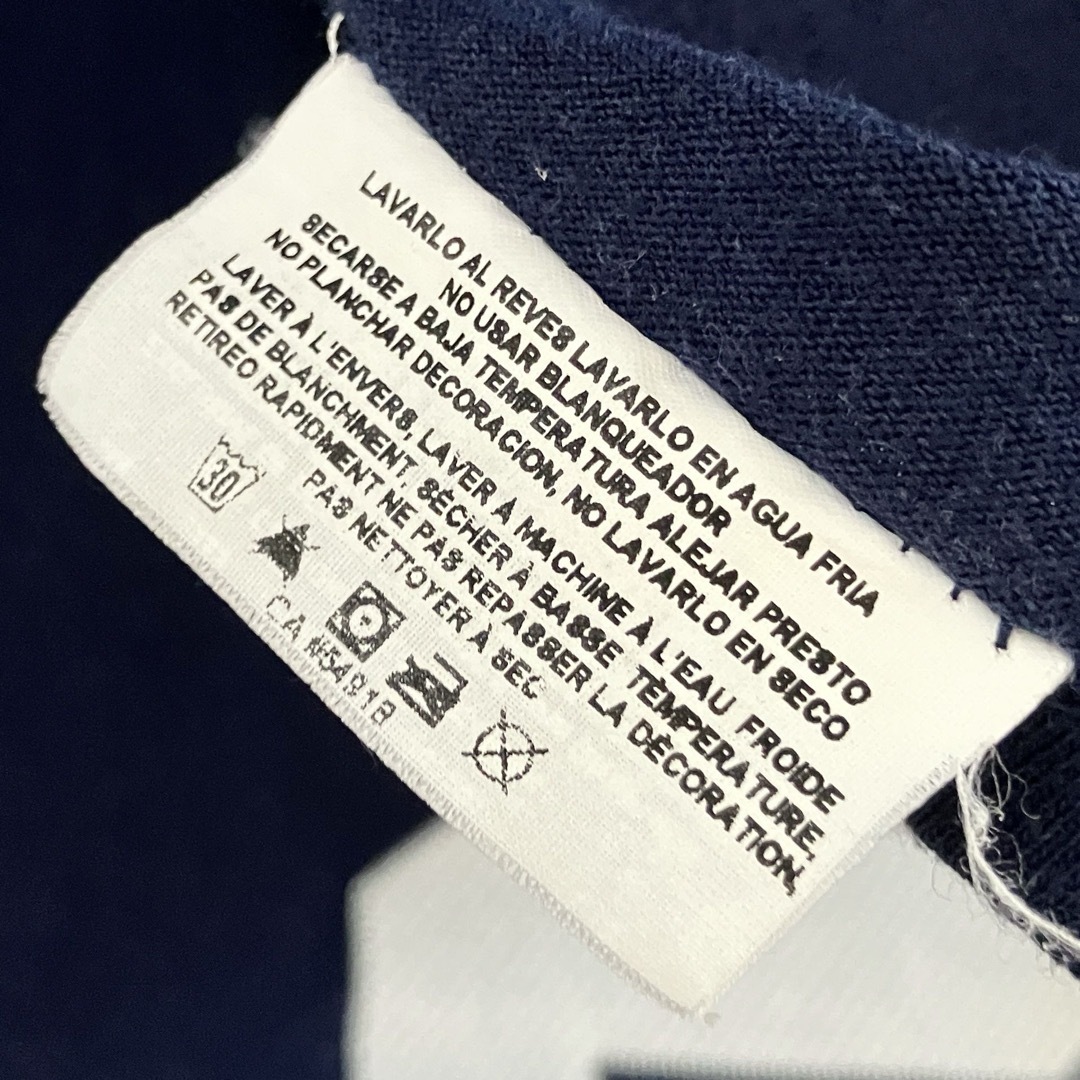 LAVARLO AL REVES LAVARLO EN AGUA FRIA
NO USAR BLANQUEADOR
SECARSE A BAJA TEMPERATURA ALEJAR PRESTO
NO PLANCHAR DECORACION, NO LAVARLO EN SECO
LAVER À L'ENVERS, LAVER À MACHINE À L'EAU FROIDE
PAS DE BLANCHMENT, SÉCHER À BASSE TEMPÉRATURE,
RETIREO RAPIDMENT NE PAS REPASSER LA DÉCORATION,
PAS NETTOYER À SEC
30
CA #54918